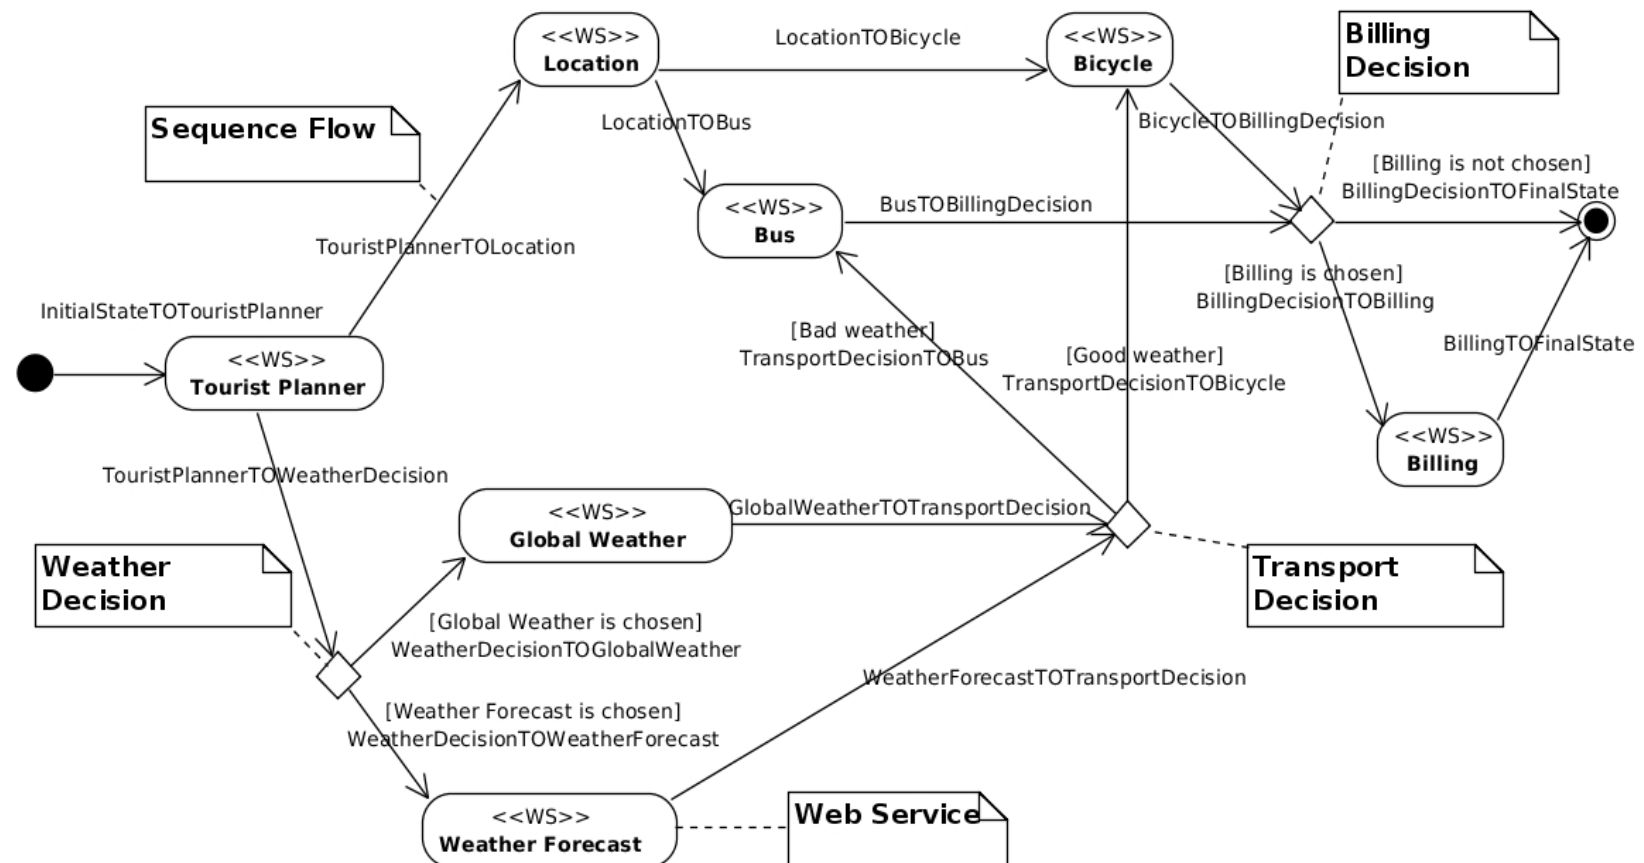 <<WS>>
Location
LocationTOBicycle
<<WS>>
Bicycle
Billing
Decision
Sequence Flow
LocationTOBus
BicycleTOBillingDecision
[Billing is not chosen]
BillingDecisionTOFinalState
<<WS>>
Bus
BusTOBillingDecision
TouristPlannerTOLocation
[Billing is chosen]
BillingDecisionTOBilling
InitialStateTOTouristPlanner
[Bad weather]
TransportDecisionTOBus
[Good weather]
TransportDecisionTOBicycle
BillingTOFinalState
<<WS>>
Tourist Planner
<<WS>>
Billing
TouristPlannerTOWeatherDecision
<<WS>>
Global Weather
GlobalWeatherTOTransportDecision
Weather
Decision
Transport
Decision
[Global Weather is chosen]
WeatherDecisionTOGlobalWeather
WeatherForecastTOTransportDecision
[Weather Forecast is chosen]
WeatherDecisionTOWeatherForecast
<<WS>>
Weather Forecast
Web Service